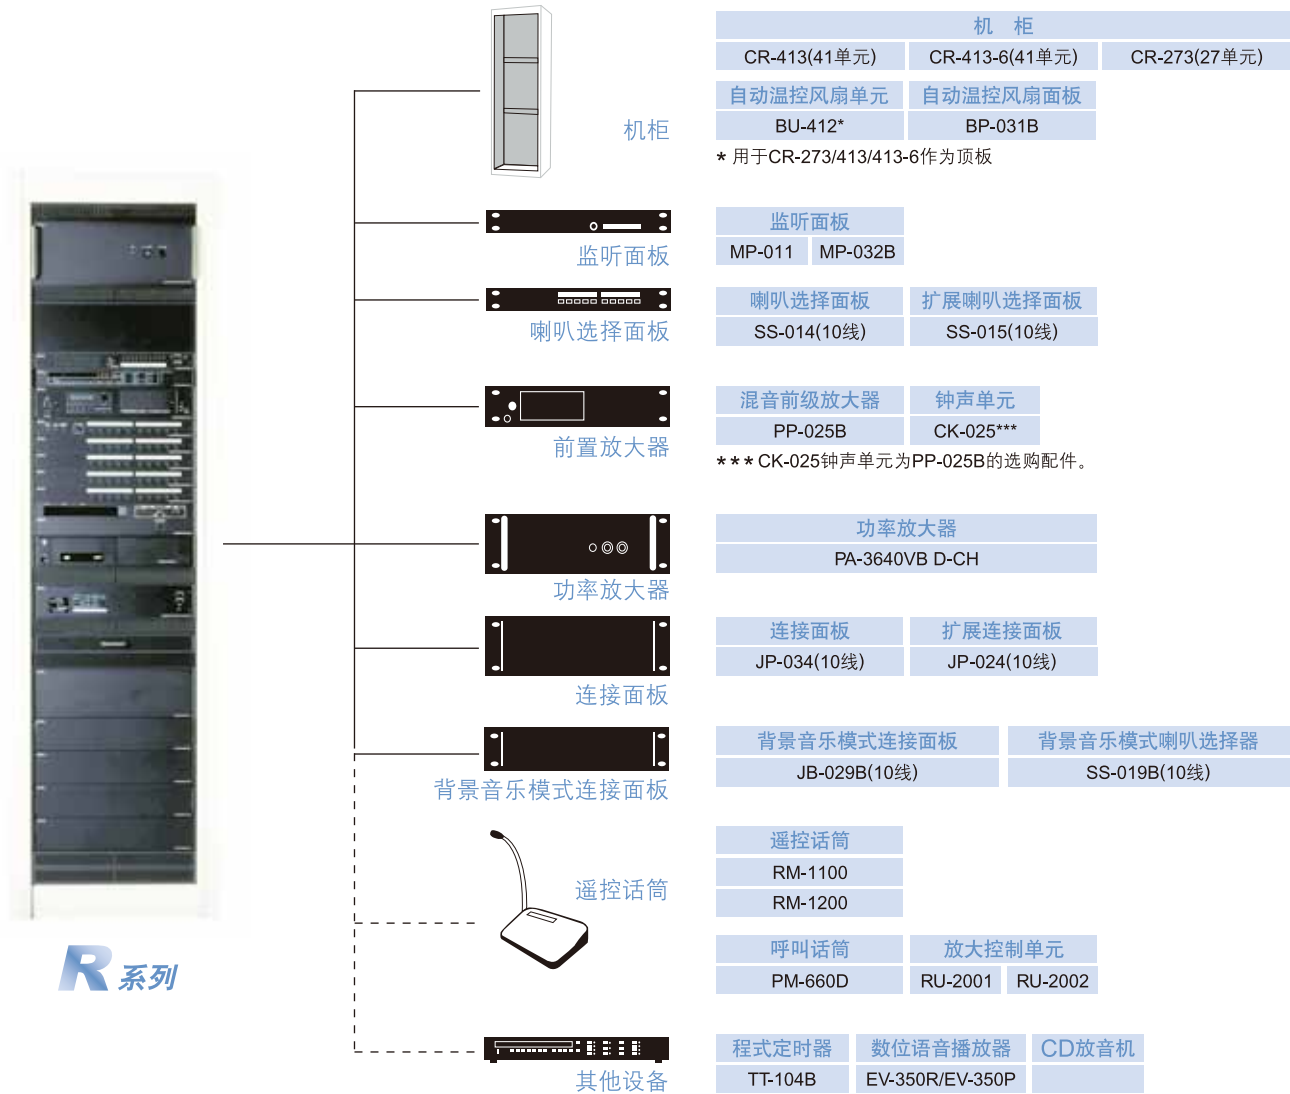 机 柜
CR-413(41单元) CR-413-6(41单元) CR-273(27单元)
自动温控风扇单元 自动温控风扇面板
BU-412* BP-031B
机柜
* 用于CR-273/413/413-6作为顶板
监听面板
MP-011 MP-032B
监听面板
喇叭选择面板 扩展喇叭选择面板
SS-014(10线) SS-015(10线)
喇叭选择面板
混音前级放大器 钟声单元
PP-025B CK-025***
前置放大器
*** CK-025钟声单元为PP-025B的选购配件。
功率放大器
PA-3640VB D-CH
功率放大器
连接面板 扩展连接面板
JP-034(10线) JP-024(10线)
连接面板
背景音乐模式连接面板 背景音乐模式喇叭选择器
JB-029B(10线) SS-019B(10线)
背景音乐模式连接面板
遥控话筒
RM-1100
RM-1200
遥控话筒
呼叫话筒 放大控制单元
PM-660D RU-2001 RU-2002
R 系列
程式定时器 数位语音播放器 CD放音机
TT-104B EV-350R/EV-350P
其他设备